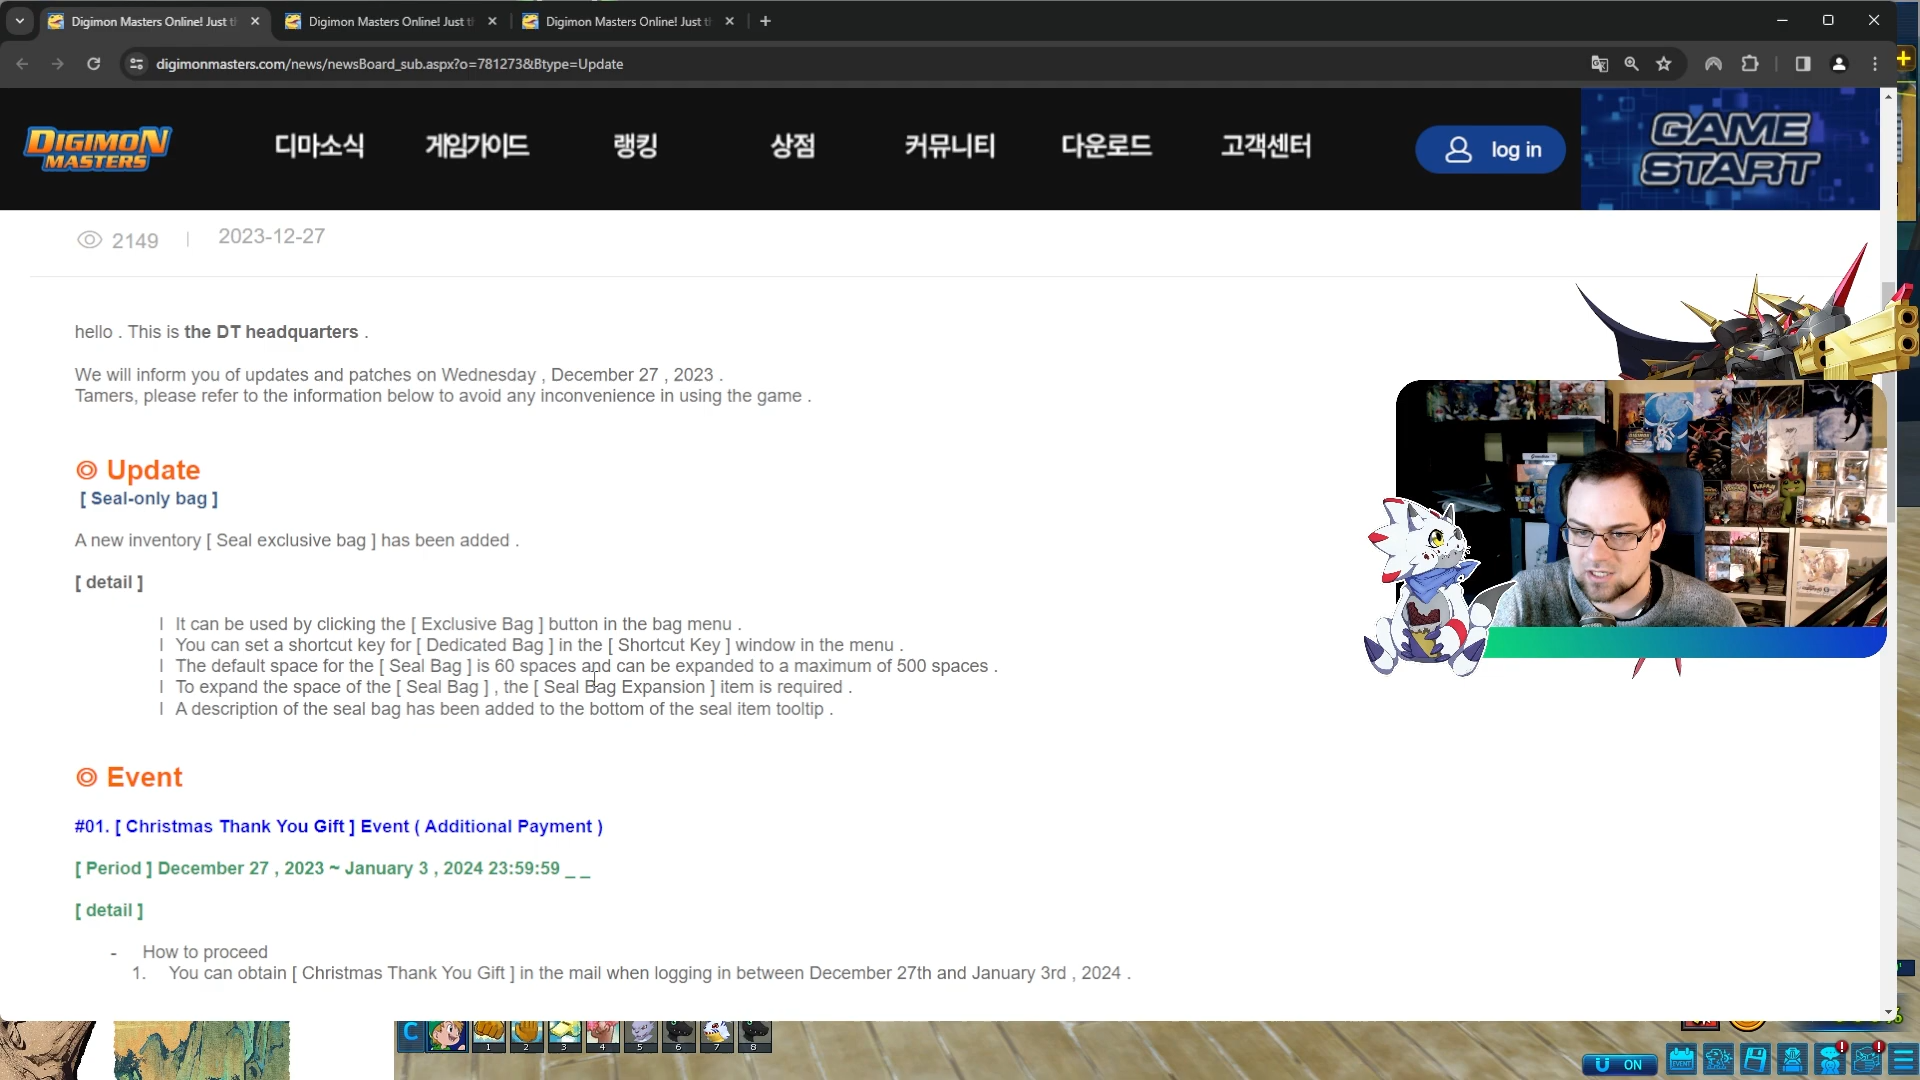 Digimon Masters Online! Just t
Digimon Masters Online! Just t
Digimon Masters Online! Just t
digimonmasters.com/news/newsBoard_sub.aspx?o=781273&Btype=Update
DIGIMON
MASTERS
디마소식
게임가이드
랭킹
상점
커뮤니티
다운로드
고객센터
log in
GAME
START
2149
2023-12-27
hello . This is the DT headquarters .
We will inform you of updates and patches on Wednesday , December 27 , 2023 .
Tamers, please refer to the information below to avoid any inconvenience in using the game .
◎ Update
[ Seal-only bag ]
A new inventory [ Seal exclusive bag ] has been added .
[ detail ]
l It can be used by clicking the [ Exclusive Bag ] button in the bag menu .
l You can set a shortcut key for [ Dedicated Bag ] in the [ Shortcut Key ] window in the menu .
l The default space for the [ Seal Bag ] is 60 spaces and can be expanded to a maximum of 500 spaces .
l To expand the space of the [ Seal Bag ] , the [ Seal Bag Expansion ] item is required .
l A description of the seal bag has been added to the bottom of the seal item tooltip .
◎ Event
#01. [ Christmas Thank You Gift ] Event ( Additional Payment )
[ Period ] December 27 , 2023 ~ January 3 , 2024 23:59:59 _ _
[ detail ]
- How to proceed
1. You can obtain [ Christmas Thank You Gift ] in the mail when logging in between December 27th and January 3rd , 2024 .
C
1 2 3 4 5 6 7 8
ON
EVENT